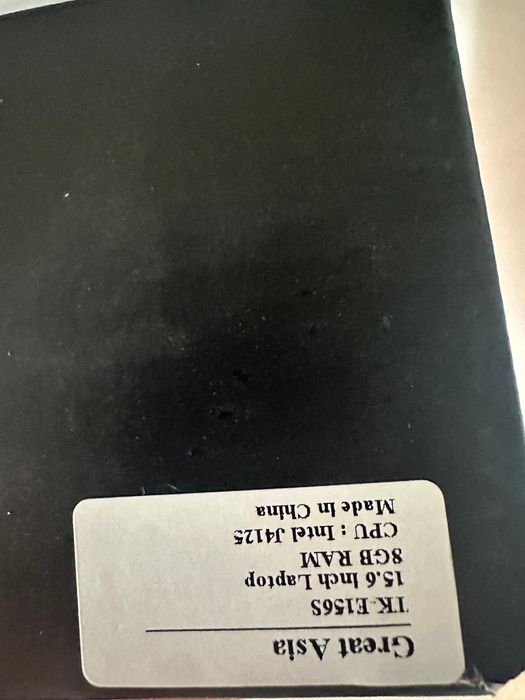 Great Asia
TK-E156S
15.6 Inch Laptop
8GB RAM
CPU : Intel J4125
Made In China